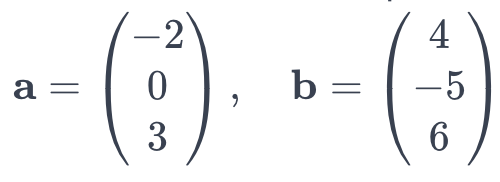 a = (−2 0 3), b = (4 −5 6)